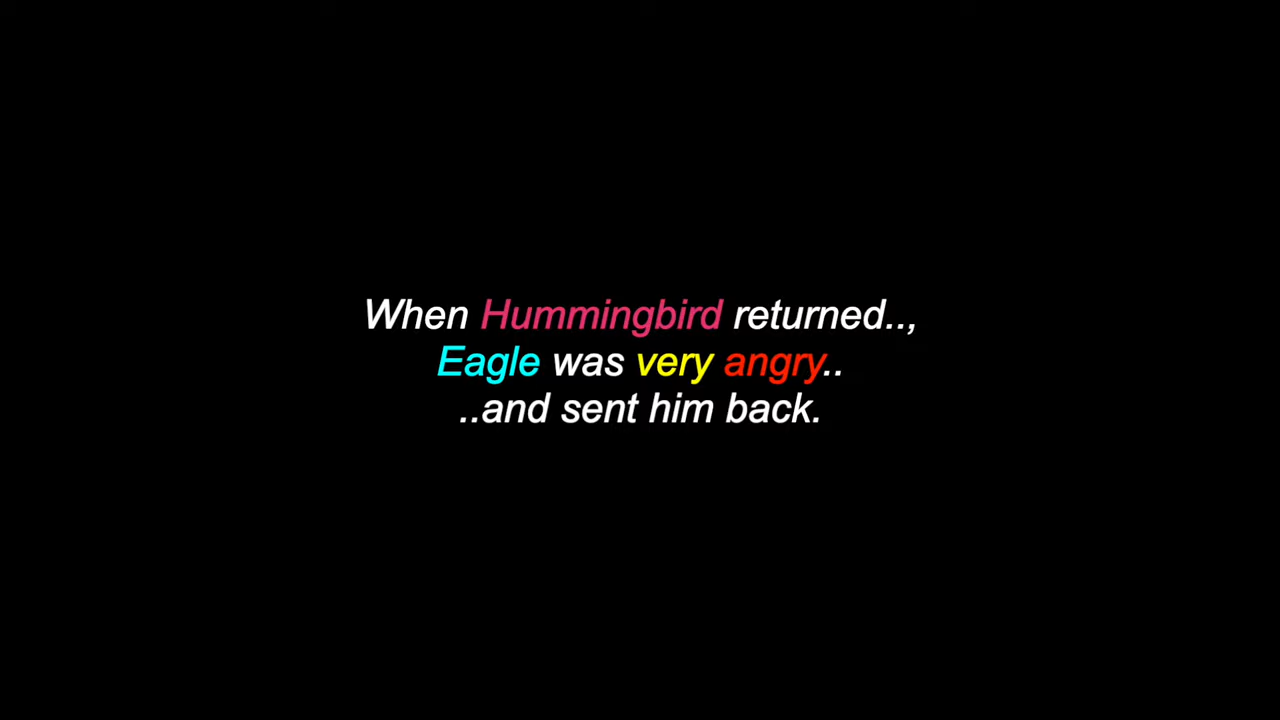 When Hummingbird returned..,
Eagle was very angry..
..and sent him back.